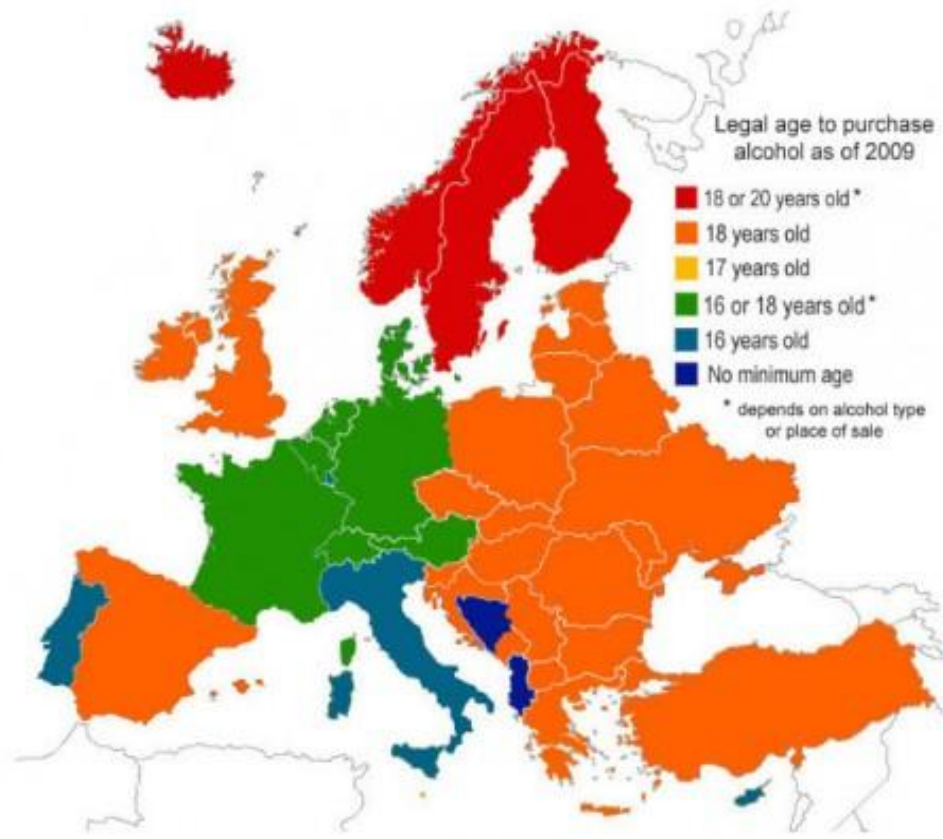 Legal age to purchase
alcohol as of 2009
18 or 20 years old *
18 years old
17 years old
16 or 18 years old *
16 years old
No minimum age
* depends on alcohol type
or place of sale